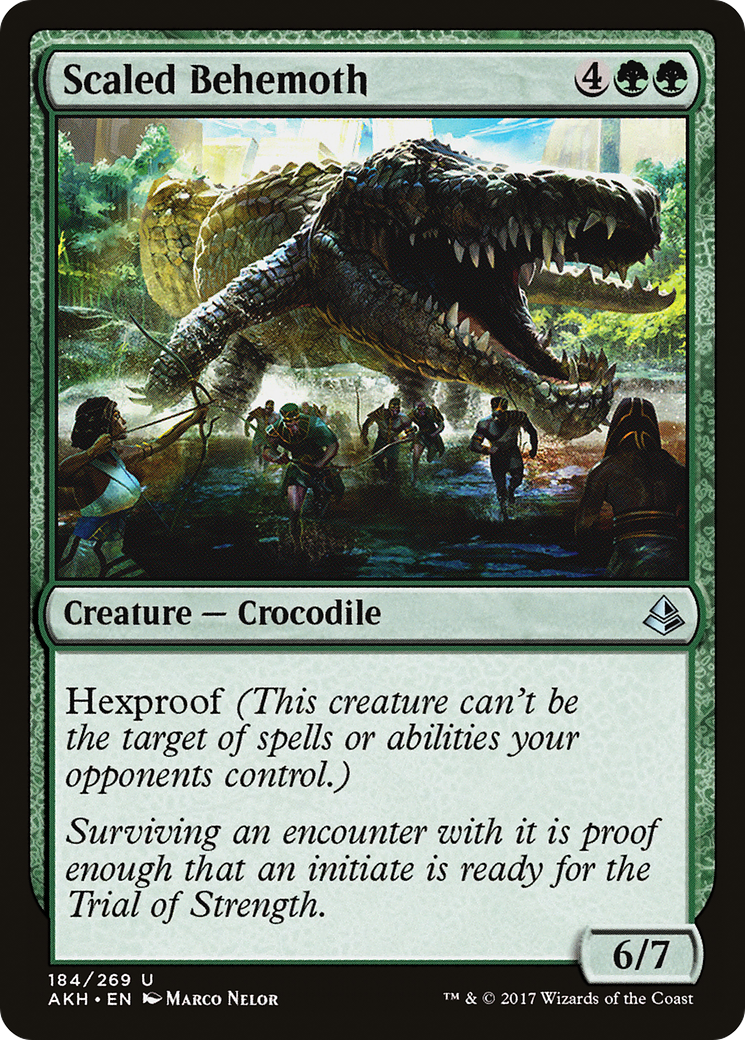 Scaled Behemoth 4
Creature — Crocodile
Hexproof (This creature can't be
the target of spells or abilities your
opponents control.)
Surviving an encounter with it is proof
enough that an initiate is ready for the
Trial of Strength.
6/7
184/269 U
AKH • EN Marco Nelor
™ & © 2017 Wizards of the Coast